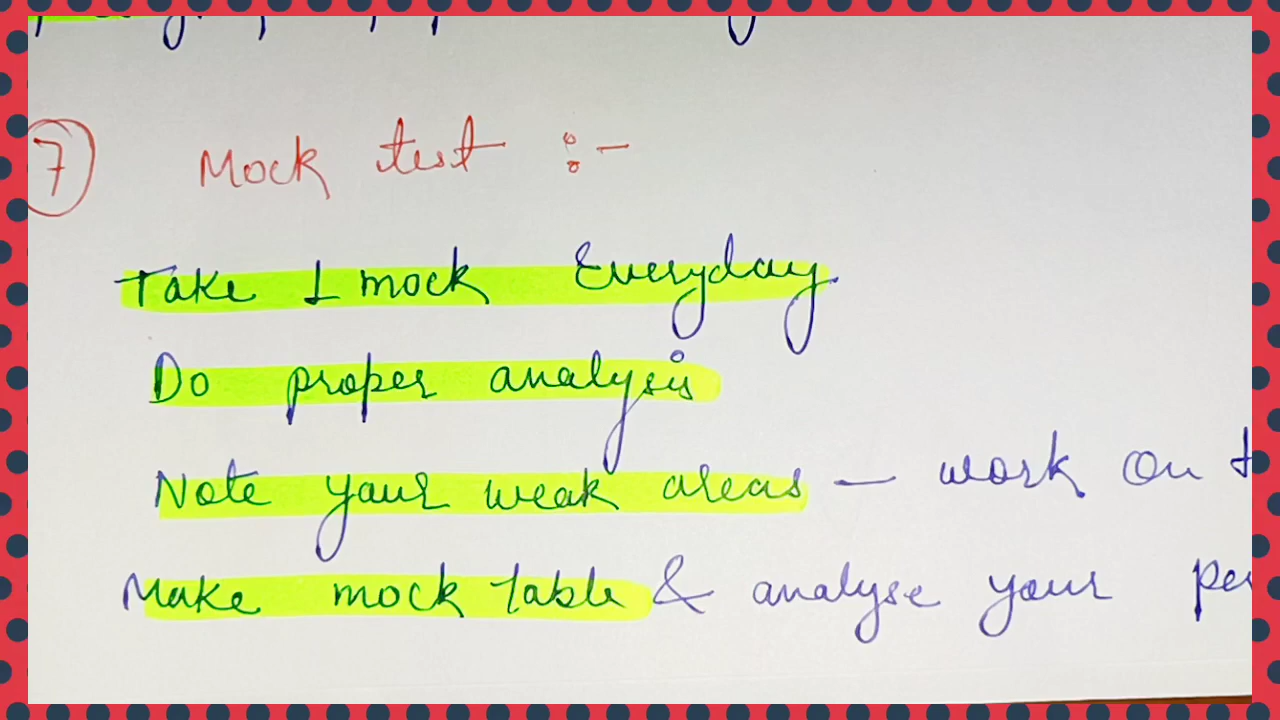 7 Mock test :-
Take 1 mock Everyday
Do proper analysis
Note your weak areas — work on
Make mock table & analyse your